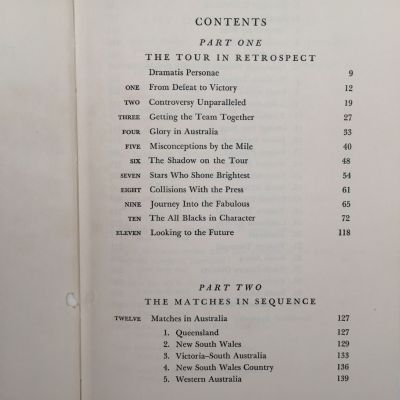 CONTENTS
PART ONE
THE TOUR IN RETROSPECT
Dramatis Personae 9
ONE From Defeat to Victory 12
TWO Controversy Unparalleled 19
THREE Getting the Team Together 27
FOUR Glory in Australia 33
FIVE Misconceptions by the Mile 40
SIX The Shadow on the Tour 48
SEVEN Stars Who Shone Brightest 54
EIGHT Collisions With the Press 61
NINE Journey Into the Fabulous 65
TEN The All Blacks in Character 72
ELEVEN Looking to the Future 118
PART TWO
THE MATCHES IN SEQUENCE
TWELVE Matches in Australia 127
1. Queensland 127
2. New South Wales 129
3. Victoria-South Australia 133
4. New South Wales Country 136
5. Western Australia 139